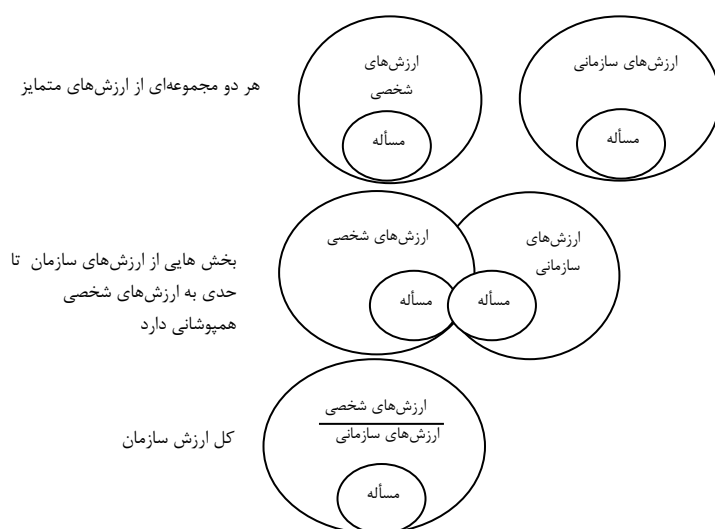 ارزش‌های سازمانی
ارزش‌های
شخصی
هر دو مجموعه‌ای از ارزش‌های متمایز
مسأله
مسأله
ارزش‌های
سازمانی
ارزش‌های شخصی
بخش هایی از ارزش‌های سازمان تا
حدی به ارزش‌های شخصی
همپوشانی دارد
مسأله
مسأله
ارزش‌های شخصی
ارزش‌های سازمانی
کل ارزش سازمان
مسأله